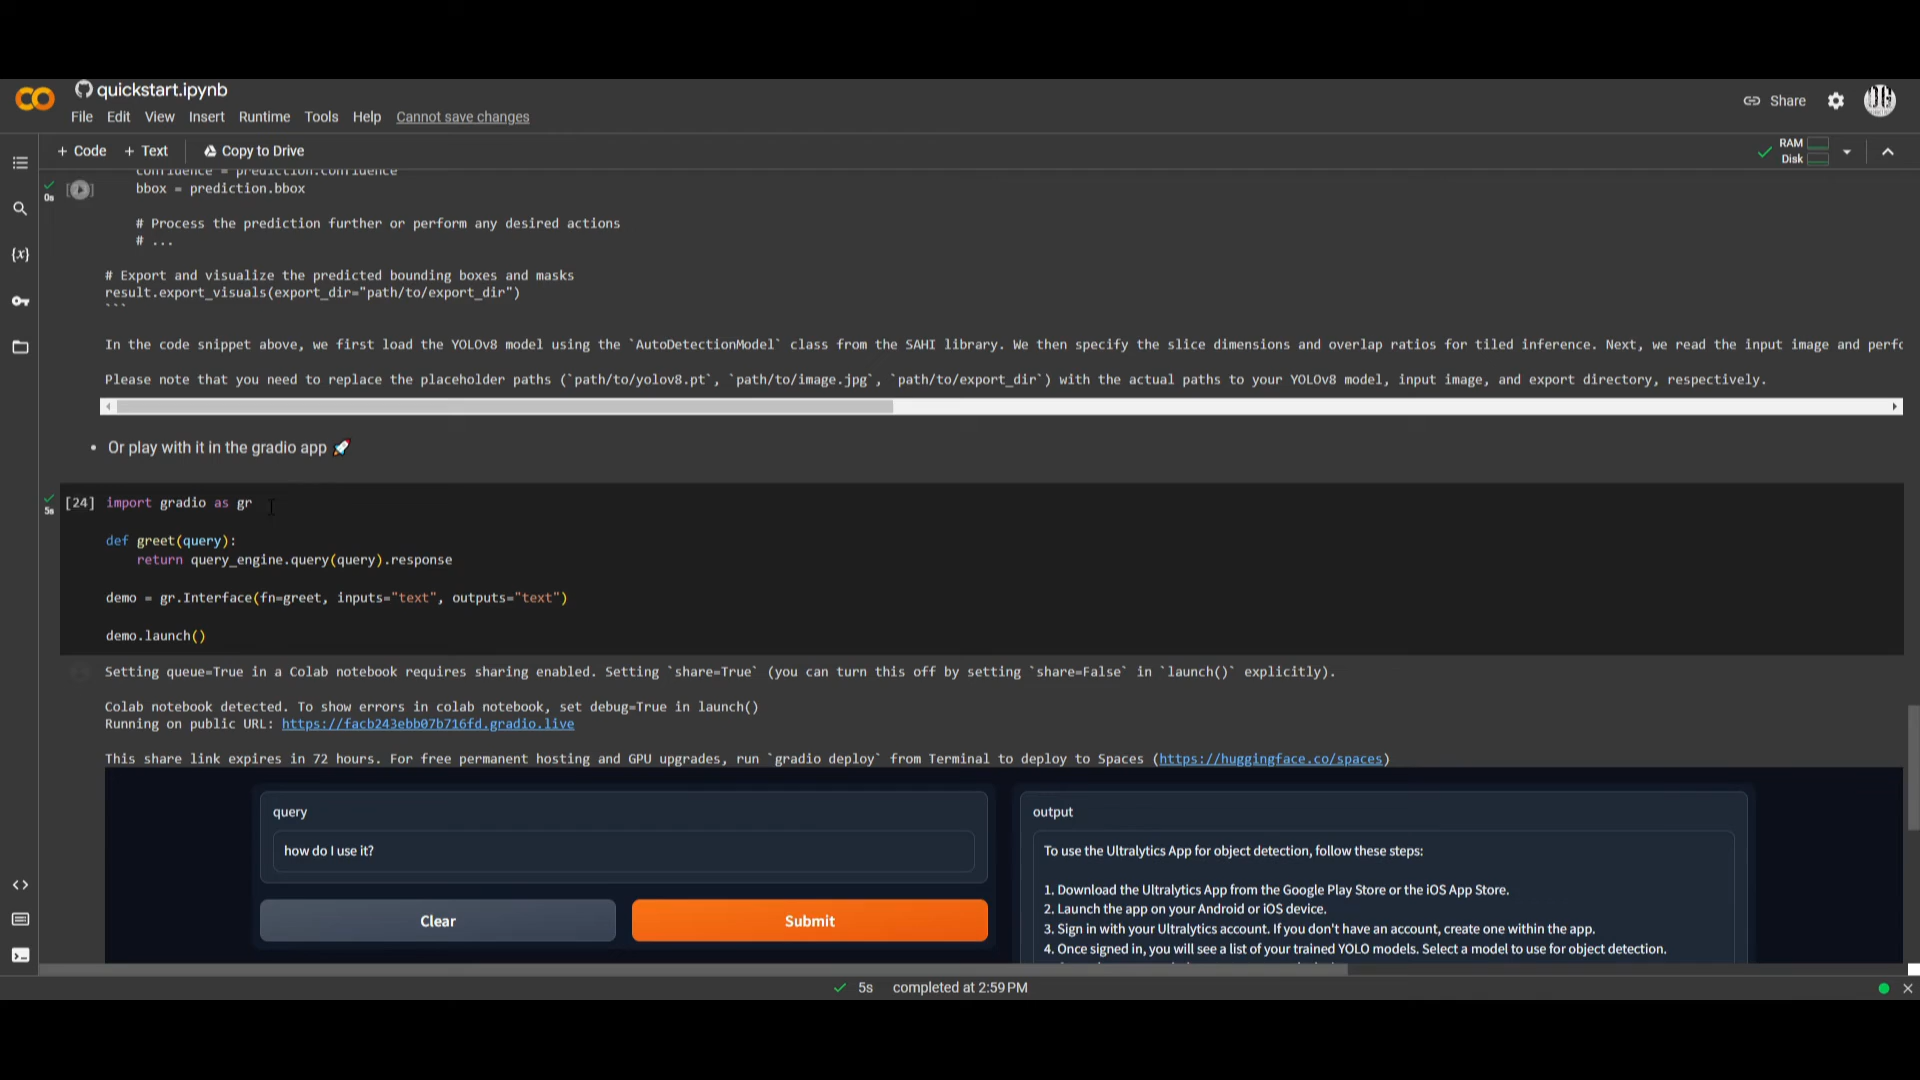 quickstart.ipynb
File Edit View Insert Runtime Tools Help Cannot save changes
Share
+ Code + Text Copy to Drive
RAM
Disk
confidence = prediction.confidence
0s
bbox = prediction.bbox
# Process the prediction further or perform any desired actions
# ...
# Export and visualize the predicted bounding boxes and masks
result.export_visuals(export_dir="path/to/export_dir")
```
In the code snippet above, we first load the YOLOv8 model using the `AutoDetectionModel` class from the SAHI library. We then specify the slice dimensions and overlap ratios for tiled inference. Next, we read the input image and perfo
Please note that you need to replace the placeholder paths (`path/to/yolov8.pt`, `path/to/image.jpg`, `path/to/export_dir`) with the actual paths to your YOLOv8 model, input image, and export directory, respectively.
• Or play with it in the gradio app 🚀
[24] import gradio as gr
5s
def greet(query):
return query_engine.query(query).response
demo = gr.Interface(fn=greet, inputs="text", outputs="text")
demo.launch()
Setting queue=True in a Colab notebook requires sharing enabled. Setting `share=True` (you can turn this off by setting `share=False` in `launch()` explicitly).
Colab notebook detected. To show errors in colab notebook, set debug=True in launch()
Running on public URL: https://facb243ebb07b716fd.gradio.live
This share link expires in 72 hours. For free permanent hosting and GPU upgrades, run `gradio deploy` from Terminal to deploy to Spaces (https://huggingface.co/spaces)
query
how do I use it?
Clear
Submit
output
To use the Ultralytics App for object detection, follow these steps:
1. Download the Ultralytics App from the Google Play Store or the iOS App Store.
2. Launch the app on your Android or iOS device.
3. Sign in with your Ultralytics account. If you don't have an account, create one within the app.
4. Once signed in, you will see a list of your trained YOLO models. Select a model to use for object detection.
5s completed at 2:59 PM